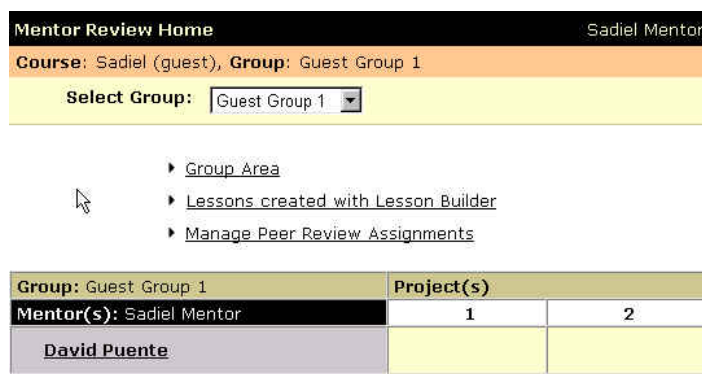 Mentor Review Home Sadiel Mentor
Course: Sadiel (guest), Group: Guest Group 1
Select Group: Guest Group 1
Group Area
Lessons created with Lesson Builder
Manage Peer Review Assignments
Group: Guest Group 1 Project(s)
Mentor(s): Sadiel Mentor 1 2
David Puente